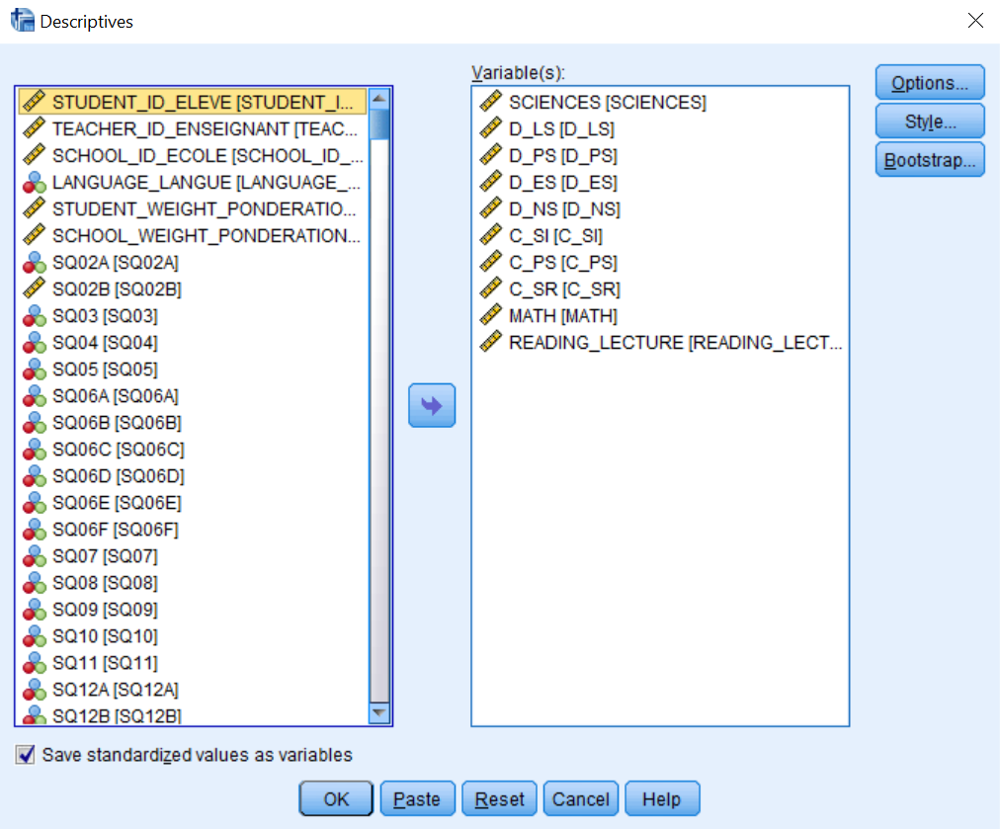 Descriptives
STUDENT_ID_ELEVE [STUDENT_I...
TEACHER_ID_ENSEIGNANT [TEAC...
SCHOOL_ID_ECOLE [SCHOOL_ID_...
LANGUAGE_LANGUE [LANGUAGE_...
STUDENT_WEIGHT_PONDERATIO...
SCHOOL_WEIGHT_PONDERATION...
SQ02A [SQ02A]
SQ02B [SQ02B]
SQ03 [SQ03]
SQ04 [SQ04]
SQ05 [SQ05]
SQ06A [SQ06A]
SQ06B [SQ06B]
SQ06C [SQ06C]
SQ06D [SQ06D]
SQ06E [SQ06E]
SQ06F [SQ06F]
SQ07 [SQ07]
SQ08 [SQ08]
SQ09 [SQ09]
SQ10 [SQ10]
SQ11 [SQ11]
SQ12A [SQ12A]
SQ12B [SQ12B]
Variable(s):
SCIENCES [SCIENCES]
D_LS [D_LS]
D_PS [D_PS]
D_ES [D_ES]
D_NS [D_NS]
C_SI [C_SI]
C_PS [C_PS]
C_SR [C_SR]
MATH [MATH]
READING_LECTURE [READING_LECT...
Options...
Style...
Bootstrap...
Save standardized values as variables
OK
Paste
Reset
Cancel
Help